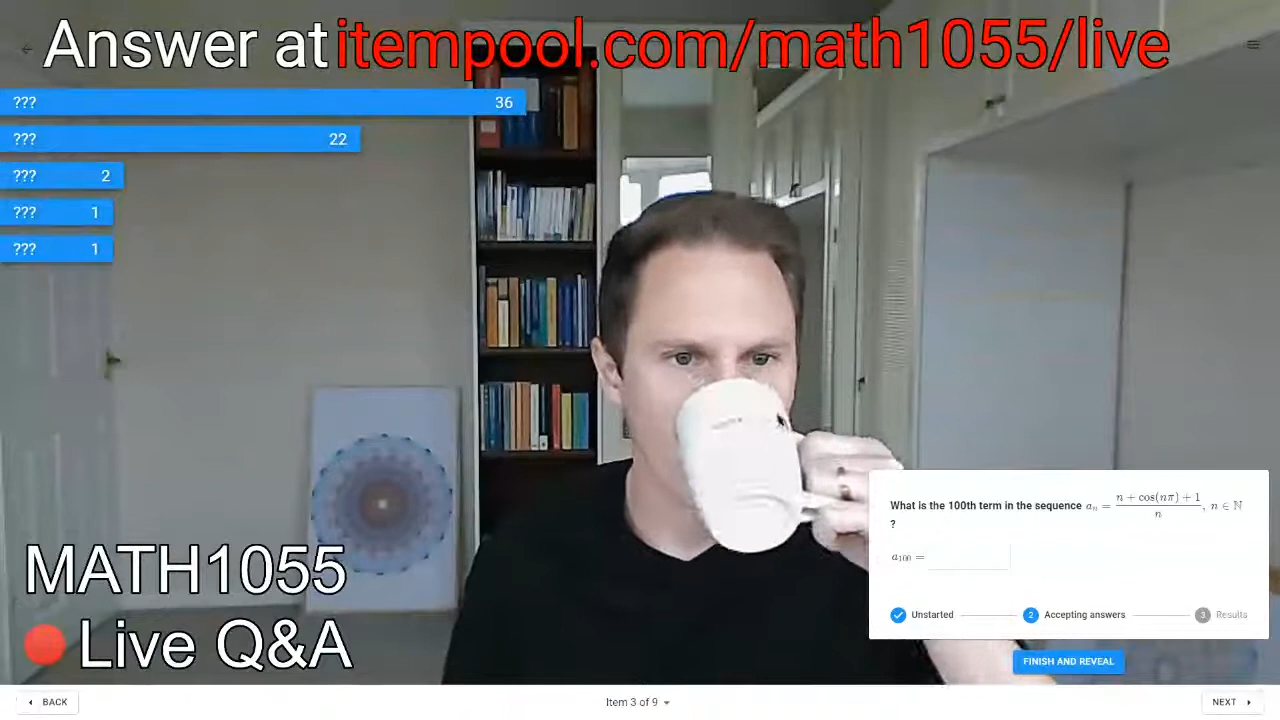 Answer at itempool.com/math1055/live
??? 36
??? 22
??? 2
??? 1
??? 1
What is the 100th term in the sequence aₙ = (n + cos(nπ) + 1)/n, n ∈ ℕ
?
a₁₀₀ =
Unstarted 2 Accepting answers 3 Results
FINISH AND REVEAL
MATH1055
Live Q&A
BACK Item 3 of 9 NEXT